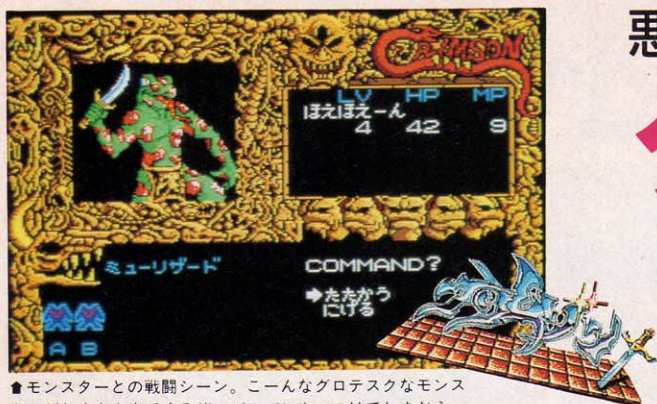 悪
CRIMSON
LV HP MP
ほえほえーん
4 42 9
ミューリザード
COMMAND?
➡たたかう
にげる
A B
⬆モンスターとの戦闘シーン。こーんなグロテスクなモンス